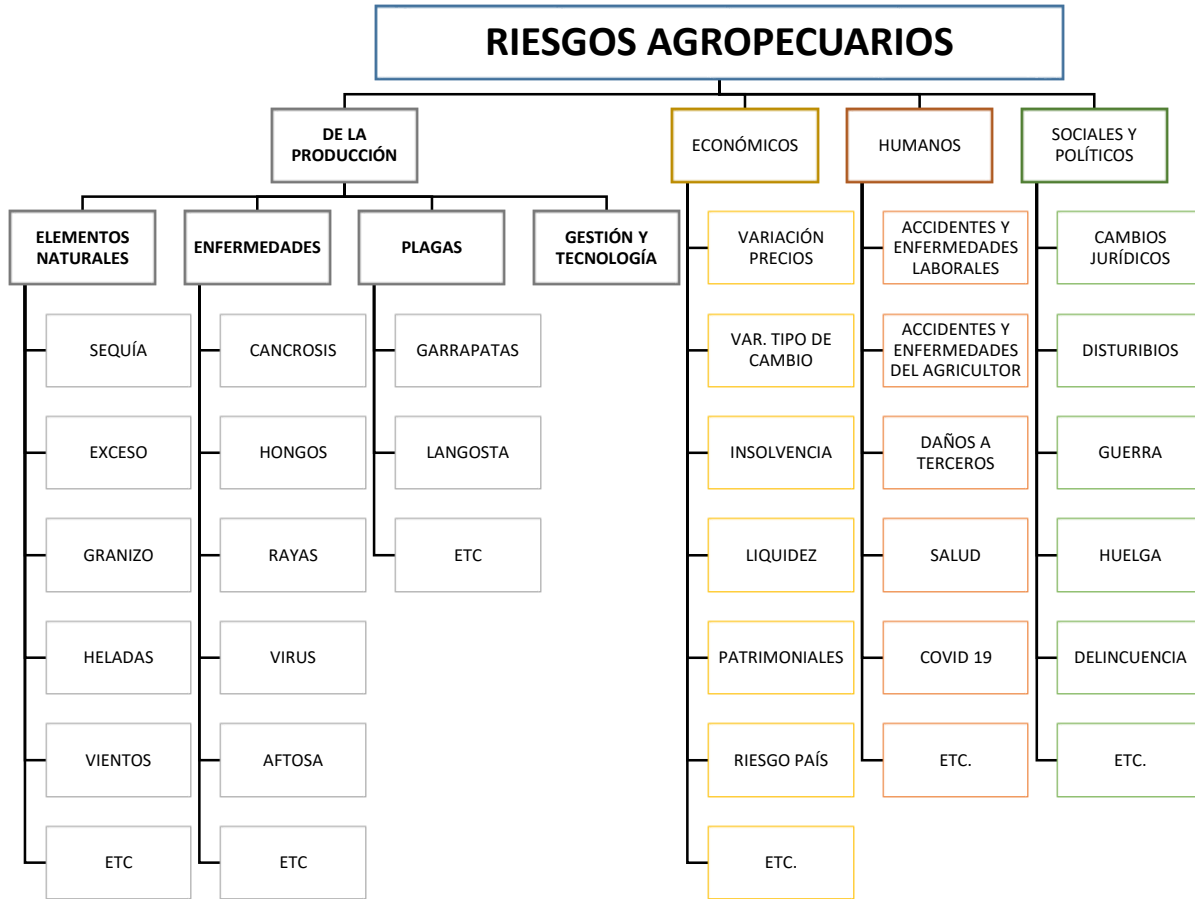 RIESGOS AGROPECUARIOS
DE LA
PRODUCCIÓN
ELEMENTOS
NATURALES
SEQUÍA
EXCESO
GRANIZO
HELADAS
VIENTOS
ETC
ENFERMEDADES
CANCROSIS
HONGOS
RAYAS
VIRUS
AFTOSA
ETC
PLAGAS
GARRAPATAS
LANGOSTA
ETC
GESTIÓN Y
TECNOLOGÍA
ECONÓMICOS
VARIACIÓN
PRECIOS
VAR. TIPO DE
CAMBIO
INSOLVENCIA
LIQUIDEZ
PATRIMONIALES
RIESGO PAÍS
ETC.
HUMANOS
ACCIDENTES Y
ENFERMEDADES
LABORALES
ACCIDENTES Y
ENFERMEDADES
DEL AGRICULTOR
DAÑOS A
TERCEROS
SALUD
COVID 19
ETC.
SOCIALES Y
POLÍTICOS
CAMBIOS
JURÍDICOS
DISTURIBIOS
GUERRA
HUELGA
DELINCUENCIA
ETC.